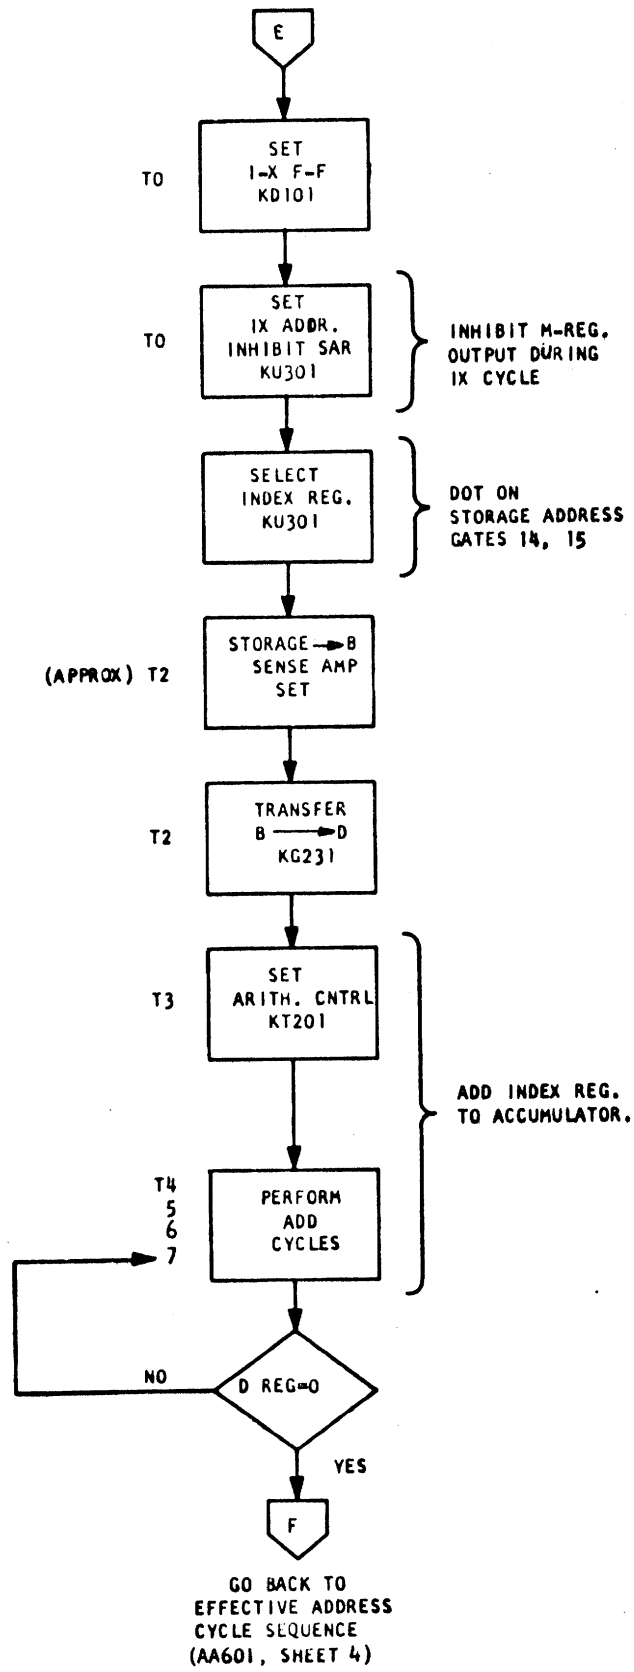 E
T0
SET
I-X F-F
KD101
T0
SET
IX ADDR.
INHIBIT SAR
KU301
INHIBIT M-REG.
OUTPUT DURING
IX CYCLE
SELECT
INDEX REG.
KU301
DOT ON
STORAGE ADDRESS
GATES 14, 15
(APPROX) T2
STORAGE → B
SENSE AMP
SET
T2
TRANSFER
B → D
KG231
T3
SET
ARITH. CNTRL
KT201
ADD INDEX REG.
TO ACCUMULATOR.
T4
5
6
7
PERFORM
ADD
CYCLES
NO
D REG=0
YES
F
GO BACK TO
EFFECTIVE ADDRESS
CYCLE SEQUENCE
(AA601, SHEET 4)